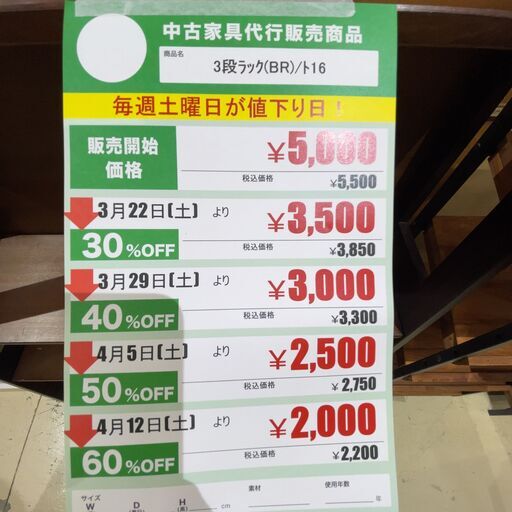 中古家具代行販売商品
商品名
3段ラック(BR)/ト16
毎週土曜日が値下り日！
販売開始
価格
¥5,000
税込価格
¥5,500
3月22日(土) より
¥3,500
30%OFF
税込価格
¥3,850
3月29日(土) より
¥3,000
40%OFF
税込価格
¥3,300
4月5日(土) より
¥2,500
50%OFF
税込価格
¥2,750
4月12日(土) より
¥2,000
60%OFF
税込価格
¥2,200
サイズ
W
D
H
cm
素材
使用年数
年